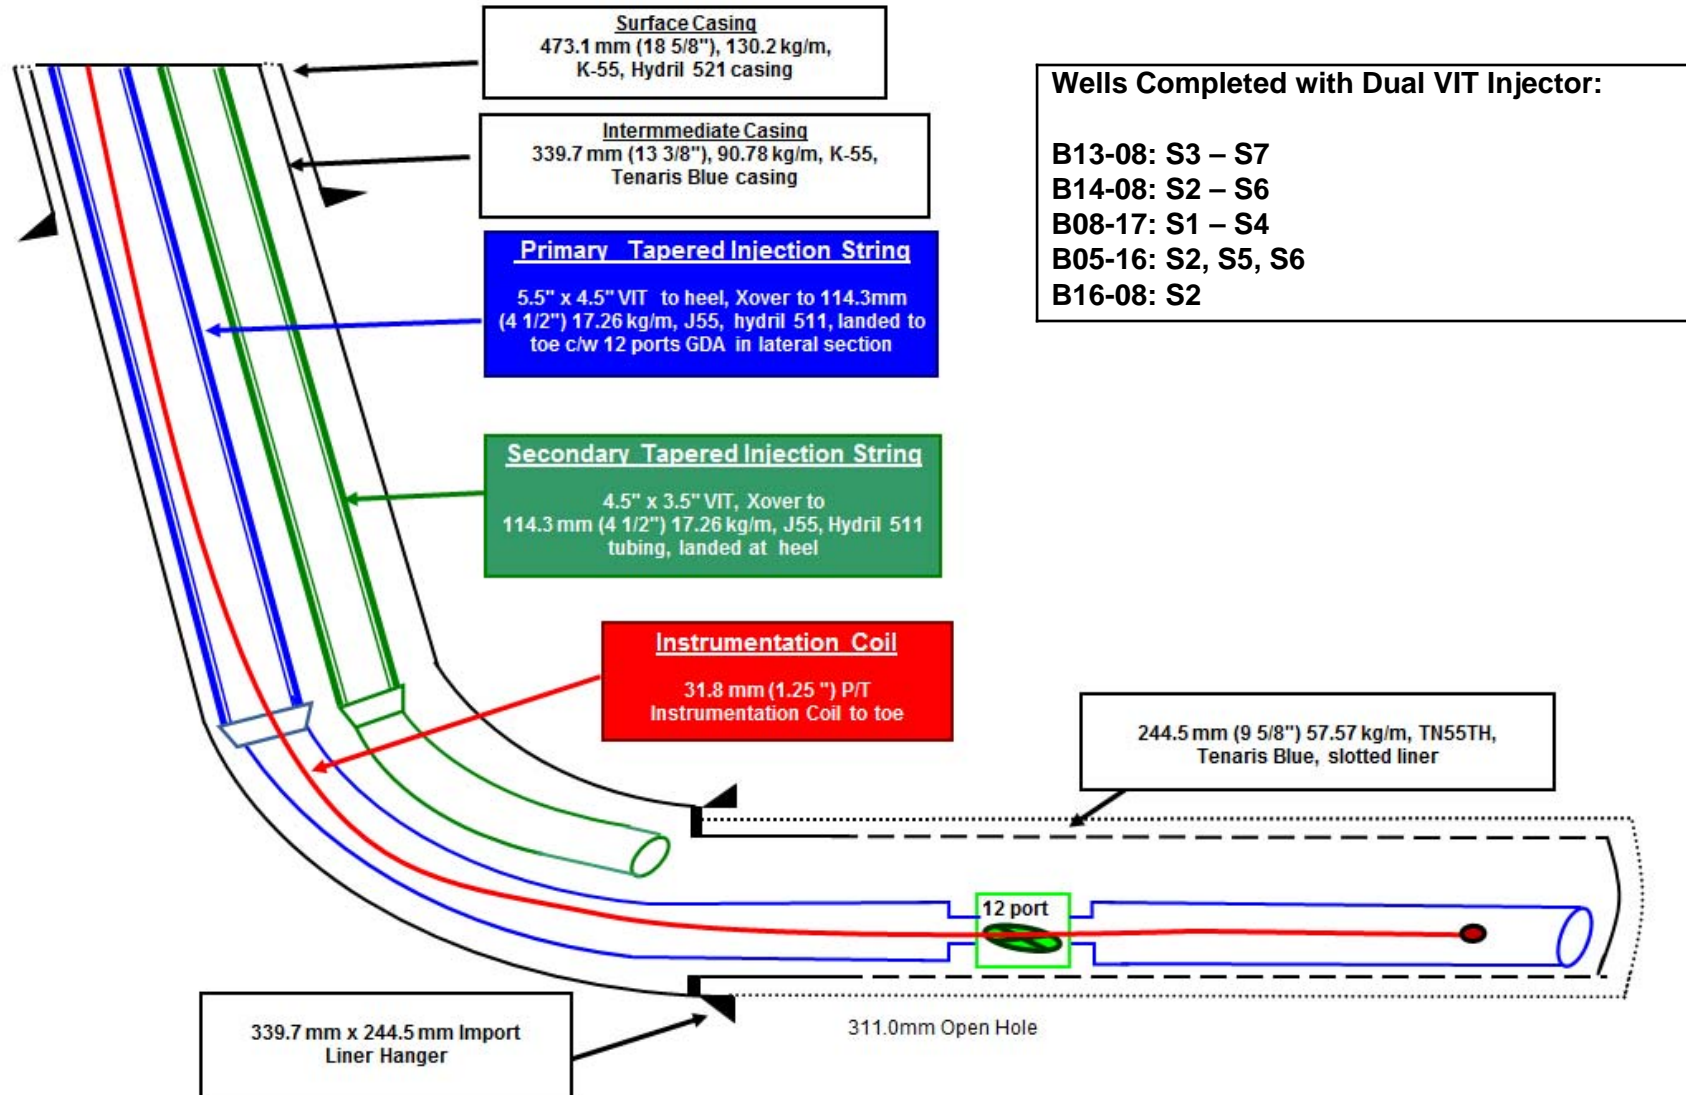 Surface Casing
473.1 mm (18 5/8"), 130.2 kg/m,
K-55, Hydril 521 casing
Intermmediate Casing
339.7 mm (13 3/8"), 90.78 kg/m, K-55,
Tenaris Blue casing
Primary Tapered Injection String
5.5" x 4.5" VIT to heel, Xover to 114.3mm
(4 1/2") 17.26 kg/m, J55, hydril 511, landed to
toe c/w 12 ports GDA in lateral section
Secondary Tapered Injection String
4.5" x 3.5" VIT, Xover to
114.3 mm (4 1/2") 17.26 kg/m, J55, Hydril 511
tubing, landed at heel
Instrumentation Coil
31.8 mm (1.25 ") P/T
Instrumentation Coil to toe
Wells Completed with Dual VIT Injector:
B13-08: S3 – S7
B14-08: S2 – S6
B08-17: S1 – S4
B05-16: S2, S5, S6
B16-08: S2
244.5 mm (9 5/8") 57.57 kg/m, TN55TH,
Tenaris Blue, slotted liner
12 port
339.7 mm x 244.5 mm Import
Liner Hanger
311.0mm Open Hole